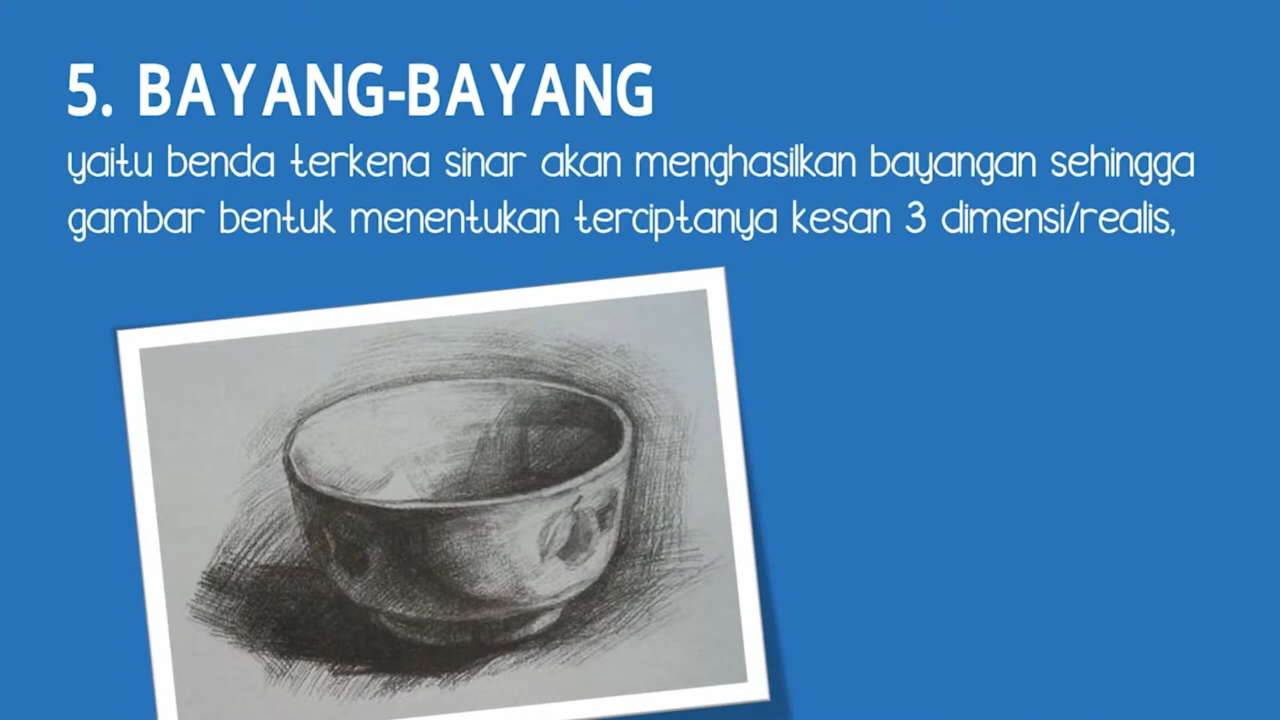 5. BAYANG-BAYANG
yaitu benda terkena sinar akan menghasilkan bayangan sehingga
gambar bentuk menentukan terciptanya kesan 3 dimensi/realis,